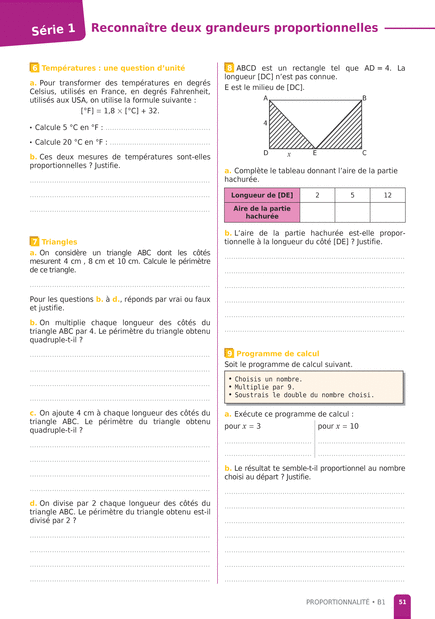 Série 1
Reconnaître deux grandeurs proportionnelles
6 Températures : une question d'unité
a. Pour transformer des températures en degrés
Celsius, utilisés en France, en degrés Fahrenheit,
utilisés aux USA, on utilise la formule suivante :
[°F] = 1,8 × [°C] + 32.
• Calcule 5 °C en °F :
• Calcule 20 °C en °F :
b. Ces deux mesures de températures sont-elles
proportionnelles ? Justifie.
7 Triangles
a. On considère un triangle ABC dont les côtés
mesurent 4 cm , 8 cm et 10 cm. Calcule le périmètre
de ce triangle.
Pour les questions b. à d., réponds par vrai ou faux
et justifie.
b. On multiplie chaque longueur des côtés du
triangle ABC par 4. Le périmètre du triangle obtenu
quadruple-t-il ?
c. On ajoute 4 cm à chaque longueur des côtés du
triangle ABC. Le périmètre du triangle obtenu
quadruple-t-il ?
d. On divise par 2 chaque longueur des côtés du
triangle ABC. Le périmètre du triangle obtenu est-il
divisé par 2 ?
8 ABCD est un rectangle tel que AD = 4. La
longueur [DC] n'est pas connue.
E est le milieu de [DC].
A B
4
D x E C
a. Complète le tableau donnant l'aire de la partie
hachurée.
Longueur de [DE] 2 5 12
Aire de la partie
hachurée
b. L'aire de la partie hachurée est-elle propor-
tionnelle à la longueur du côté [DE] ? Justifie.
9 Programme de calcul
Soit le programme de calcul suivant.
• Choisis un nombre.
• Multiplie par 9.
• Soustrais le double du nombre choisi.
a. Exécute ce programme de calcul :
pour x = 3 pour x = 10
b. Le résultat te semble-t-il proportionnel au nombre
choisi au départ ? Justifie.
PROPORTIONNALITÉ • B1 51